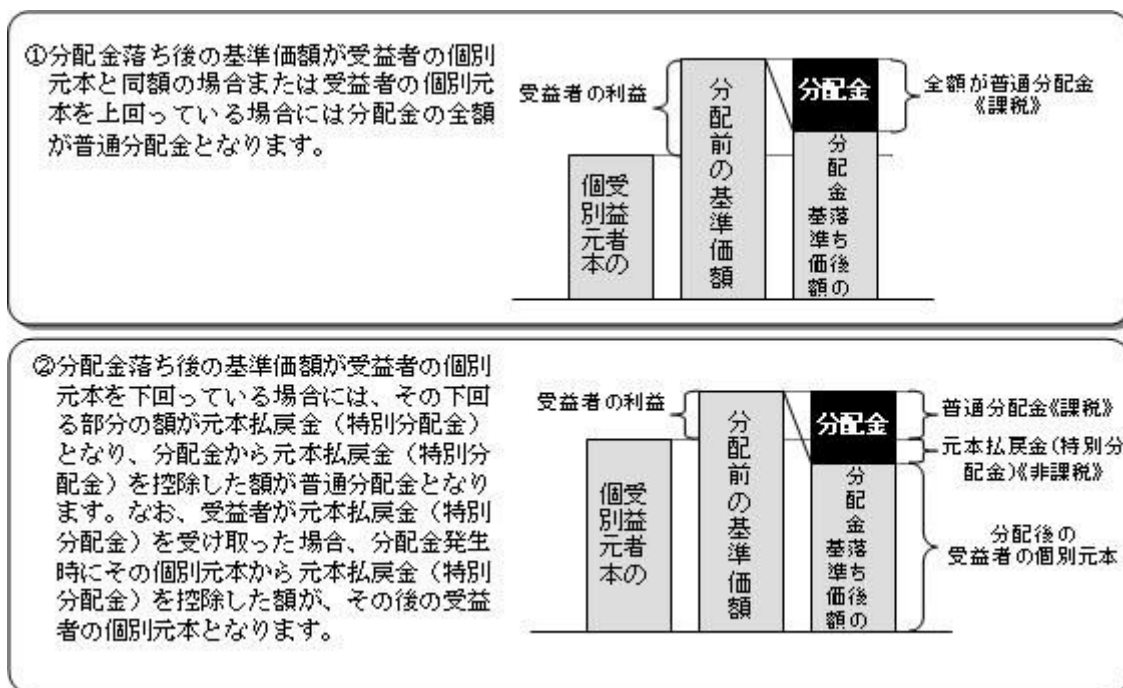 ①分配金落ち後の基準価額が受益者の個別
元本と同額の場合または受益者の個別元
本を上回っている場合には分配金の全額
が普通分配金となります。
受益者の利益
受益者の
個別元本
分配前の基準価額
分配金
分配金落ち後の
基準価額
全額が普通分配金
《課税》
②分配金落ち後の基準価額が受益者の個別
元本を下回っている場合には、その下回
る部分の額が元本払戻金（特別分配金）
となり、分配金から元本払戻金（特別分
配金）を控除した額が普通分配金となり
ます。なお、受益者が元本払戻金（特別
分配金）を受け取った場合、分配金発生
時にその個別元本から元本払戻金（特別
分配金）を控除した額が、その後の受益
者の個別元本となります。
受益者の利益
受益者の
個別元本
分配前の基準価額
分配金
分配金落ち後の
基準価額
普通分配金《課税》
元本払戻金（特別分
配金）《非課税》
分配後の
受益者の個別元本